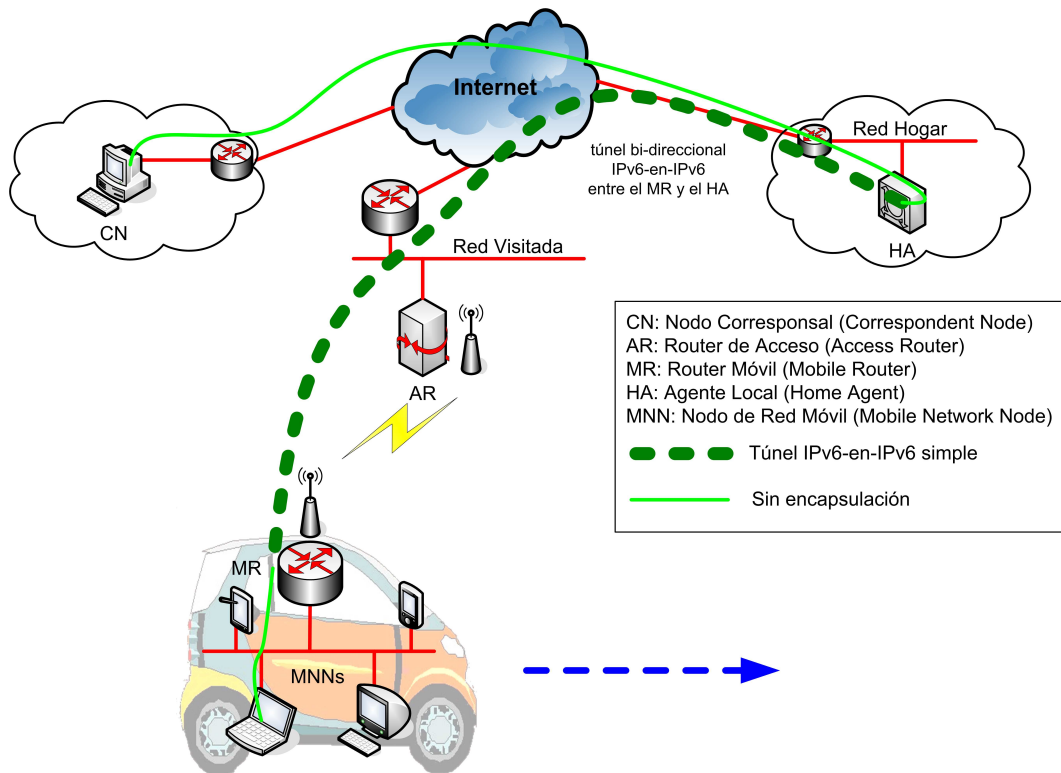 Internet
Red Hogar
túnel bi-direccional
IPv6-en-IPv6
entre el MR y el HA
CN
HA
Red Visitada
AR
CN: Nodo Corresponsal (Correspondent Node)
AR: Router de Acceso (Access Router)
MR: Router Móvil (Mobile Router)
HA: Agente Local (Home Agent)
MNN: Nodo de Red Móvil (Mobile Network Node)
Túnel IPv6-en-IPv6 simple
Sin encapsulación
MR
MNNs